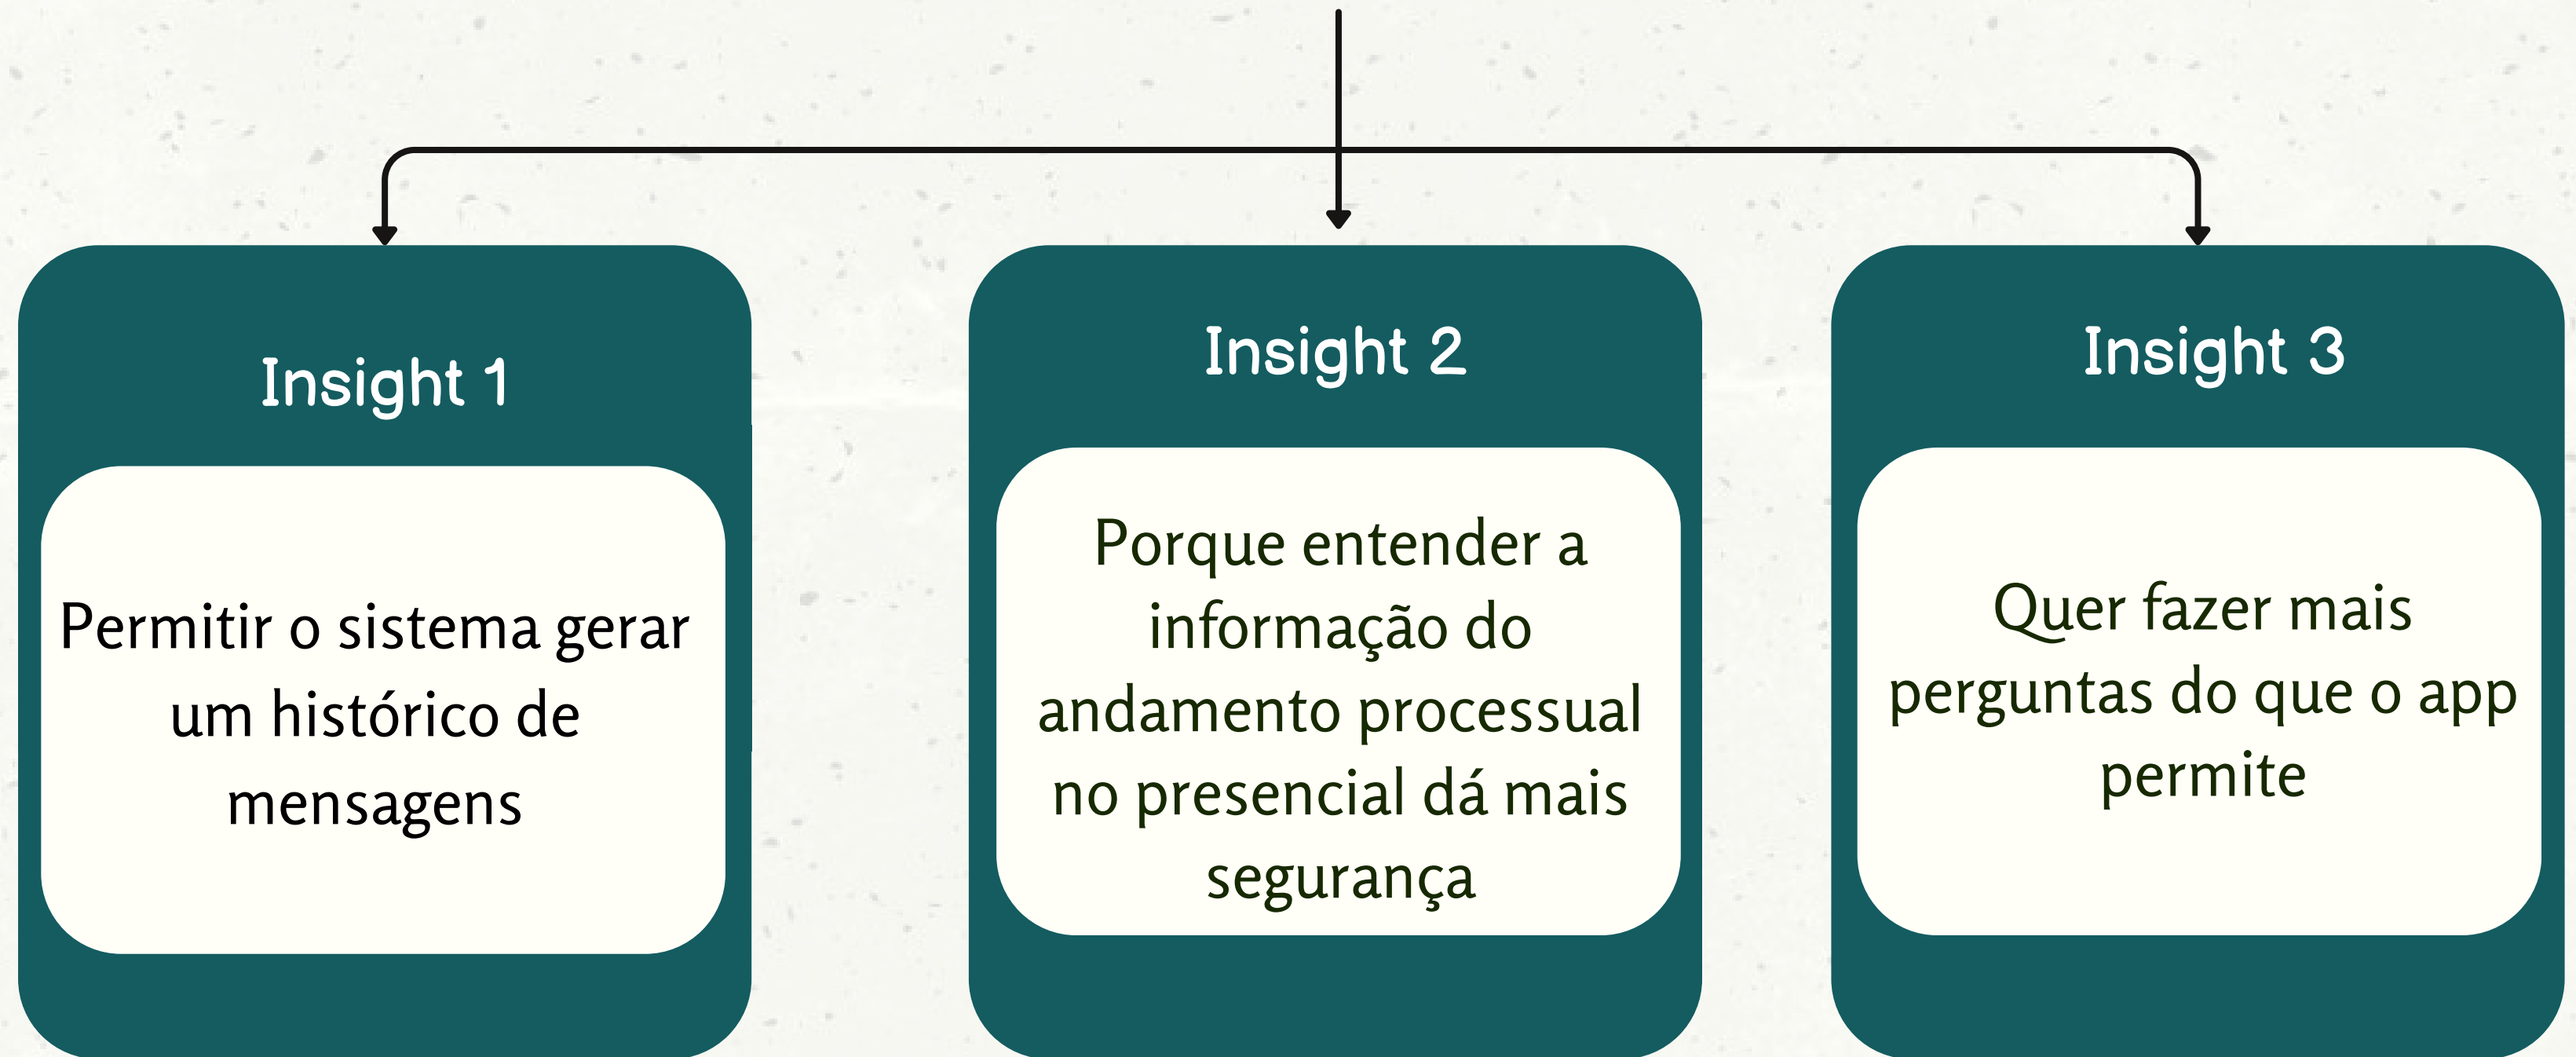 Insight 1
Permitir o sistema gerar
um histórico de
mensagens
Insight 2
Porque entender a
informação do
andamento processual
no presencial dá mais
segurança
Insight 3
Quer fazer mais
perguntas do que o app
permite